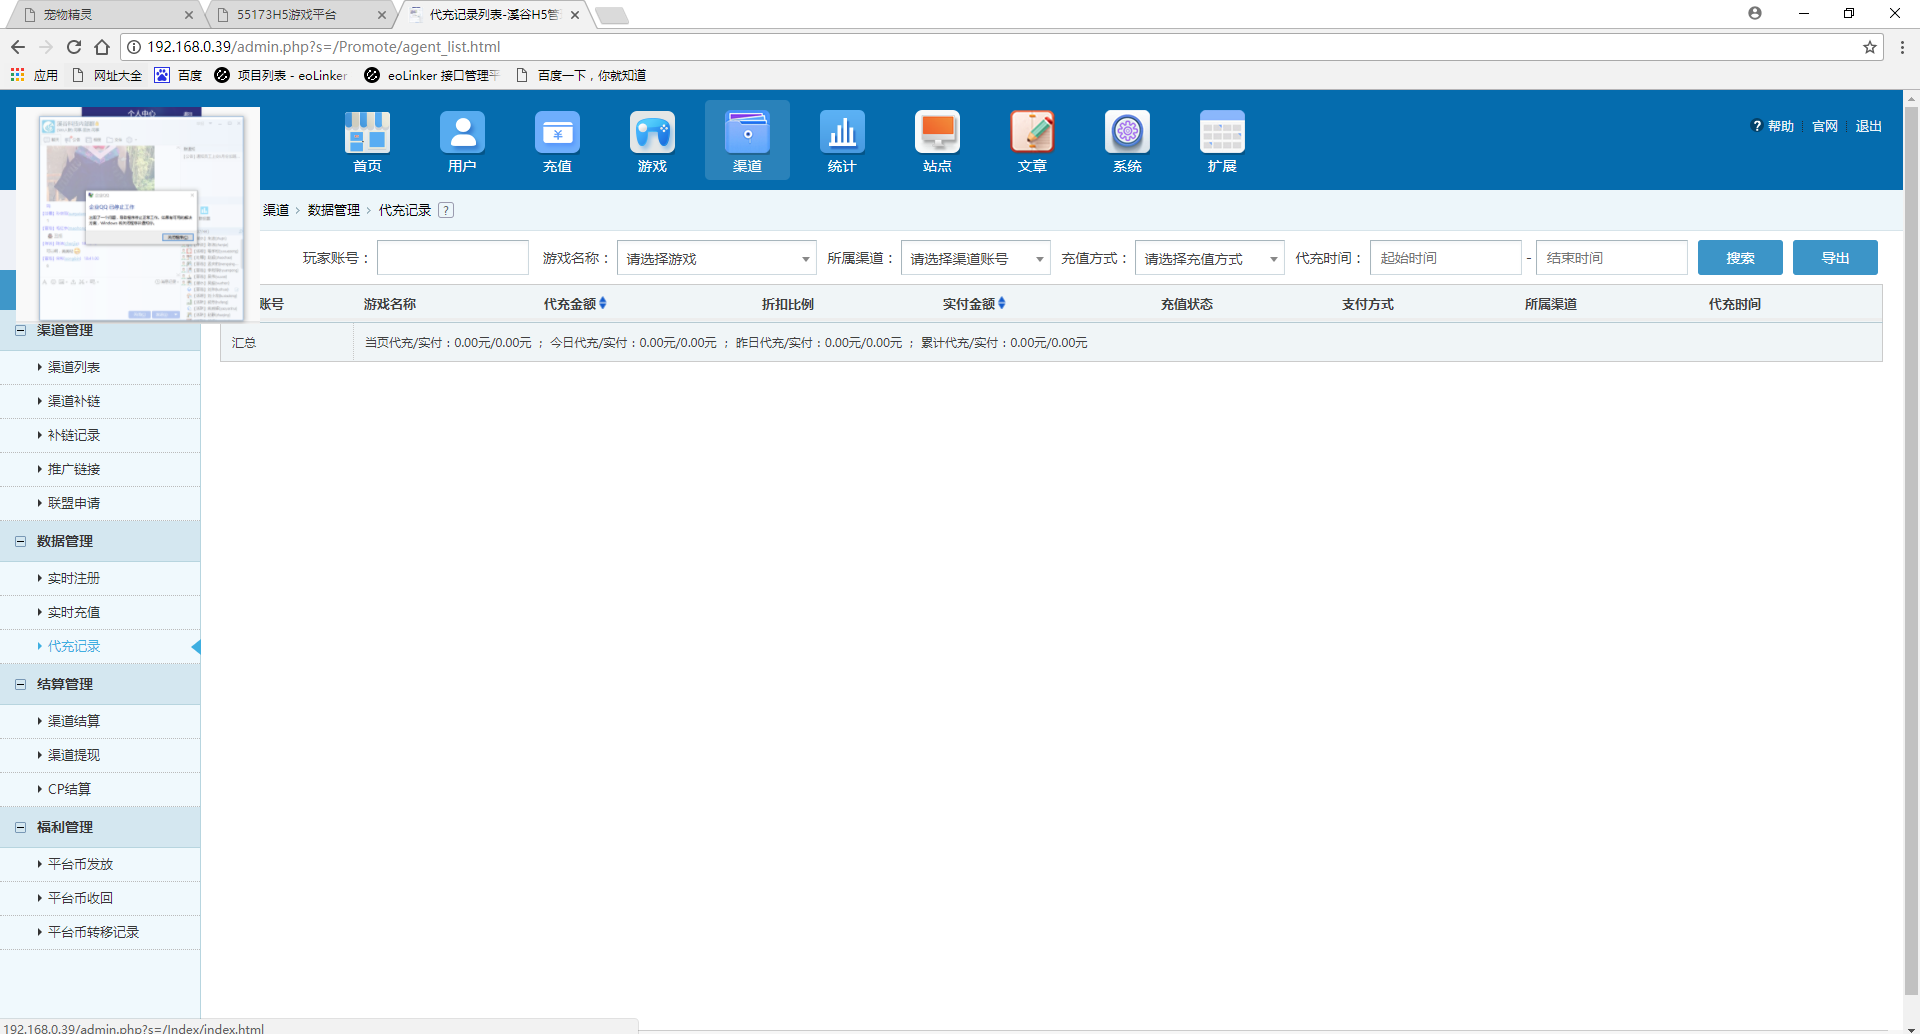 宠物精灵
55173H5游戏平台
代充记录列表-溪谷H5管
192.168.0.39/admin.php?s=/Promote/agent_list.html
应用
网址大全
百度
项目列表 - eoLinker
eoLinker 接口管理平
百度一下，你就知道
个人中心
首页
用户
充值
游戏
渠道
统计
站点
文章
系统
扩展
? 帮助
官网
退出
企业QQ 已停止工作
渠道 › 数据管理 › 代充记录 ?
玩家账号：
游戏名称：
请选择游戏
所属渠道：
请选择渠道账号
充值方式：
请选择充值方式
代充时间：
起始时间
-
结束时间
搜索
导出
账号
游戏名称
代充金额
折扣比例
实付金额
充值状态
支付方式
所属渠道
代充时间
汇总
当页代充/实付：0.00元/0.00元 ； 今日代充/实付：0.00元/0.00元 ； 昨日代充/实付：0.00元/0.00元 ； 累计代充/实付：0.00元/0.00元
渠道管理
渠道列表
渠道补链
补链记录
推广链接
联盟申请
数据管理
实时注册
实时充值
代充记录
结算管理
渠道结算
渠道提现
CP结算
福利管理
平台币发放
平台币收回
平台币转移记录
192.168.0.39/admin.php?s=/Index/index.html